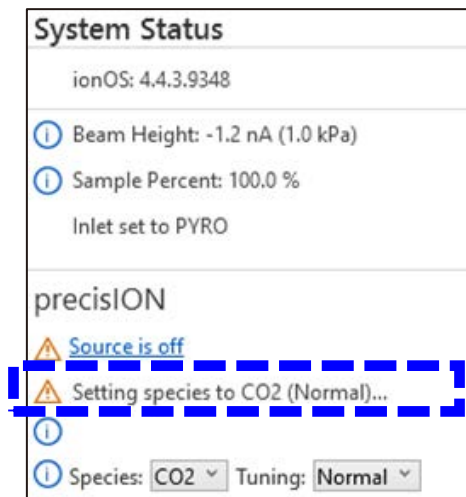 System Status
ionOS: 4.4.3.9348
Beam Height: -1.2 nA (1.0 kPa)
Sample Percent: 100.0 %
Inlet set to PYRO
precisION
Source is off
Setting species to CO2 (Normal)...
Species: CO2 Tuning: Normal